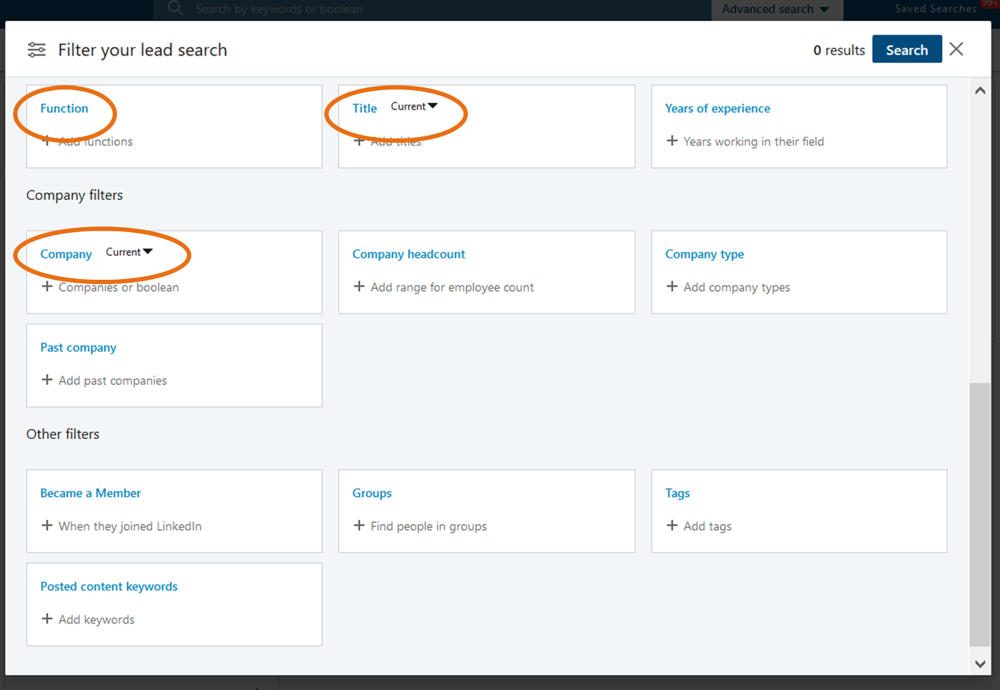 Search by keywords or boolean
Advanced search
Saved Searches
99+
Filter your lead search
0 results
Search
Function
+ Add functions
Title Current
+ Add titles
Years of experience
+ Years working in their field
Company filters
Company Current
+ Companies or boolean
Company headcount
+ Add range for employee count
Company type
+ Add company types
Past company
+ Add past companies
Other filters
Became a Member
+ When they joined LinkedIn
Groups
+ Find people in groups
Tags
+ Add tags
Posted content keywords
+ Add keywords